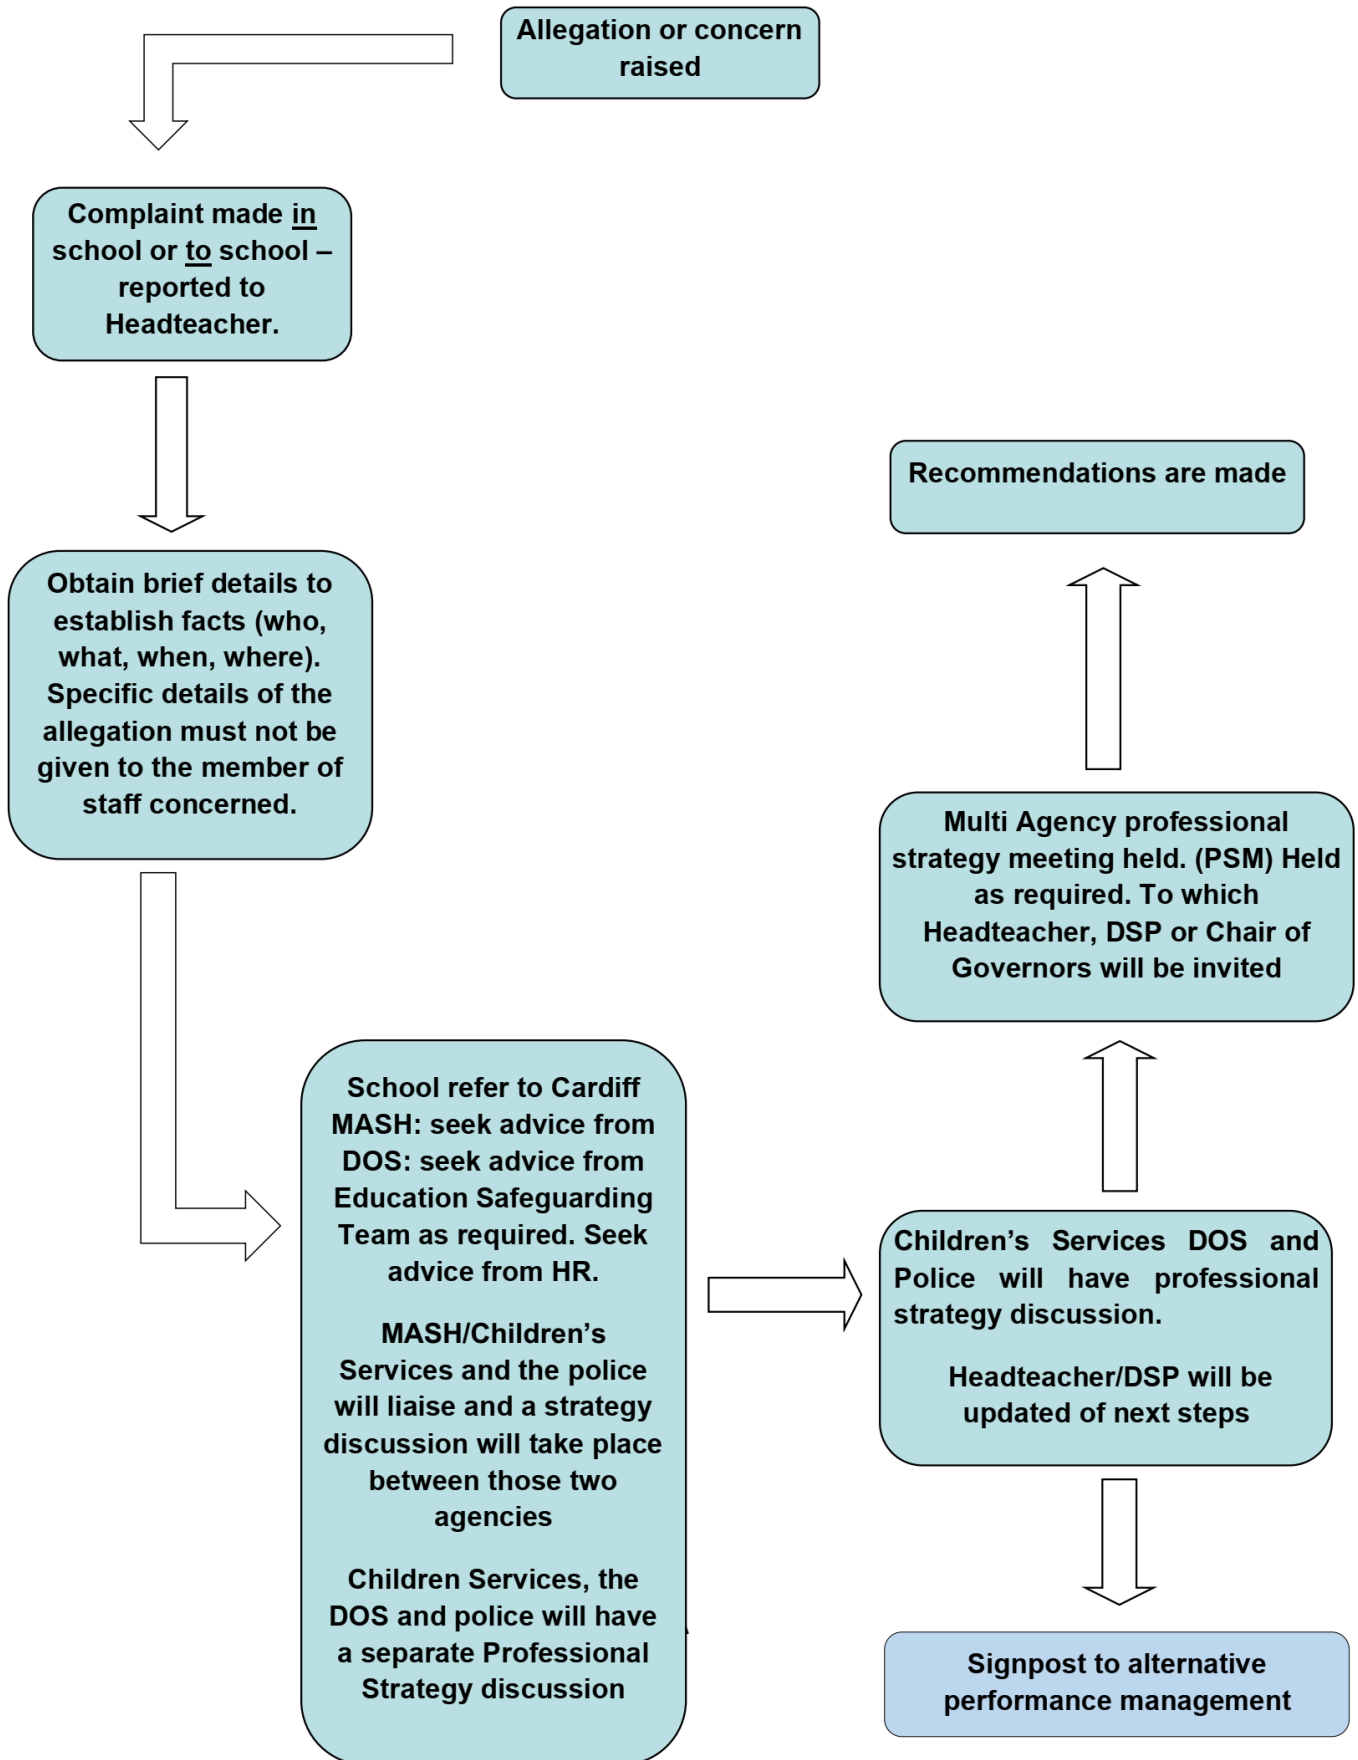 Allegation or concern
raised
Complaint made in
school or to school –
reported to
Headteacher.
Obtain brief details to
establish facts (who,
what, when, where).
Specific details of the
allegation must not be
given to the member of
staff concerned.
School refer to Cardiff
MASH: seek advice from
DOS: seek advice from
Education Safeguarding
Team as required. Seek
advice from HR.
MASH/Children’s
Services and the police
will liaise and a strategy
discussion will take place
between those two
agencies
Children Services, the
DOS and police will have
a separate Professional
Strategy discussion
Children’s Services DOS and
Police will have professional
strategy discussion.
Headteacher/DSP will be
updated of next steps
Multi Agency professional
strategy meeting held. (PSM) Held
as required. To which
Headteacher, DSP or Chair of
Governors will be invited
Recommendations are made
Signpost to alternative
performance management